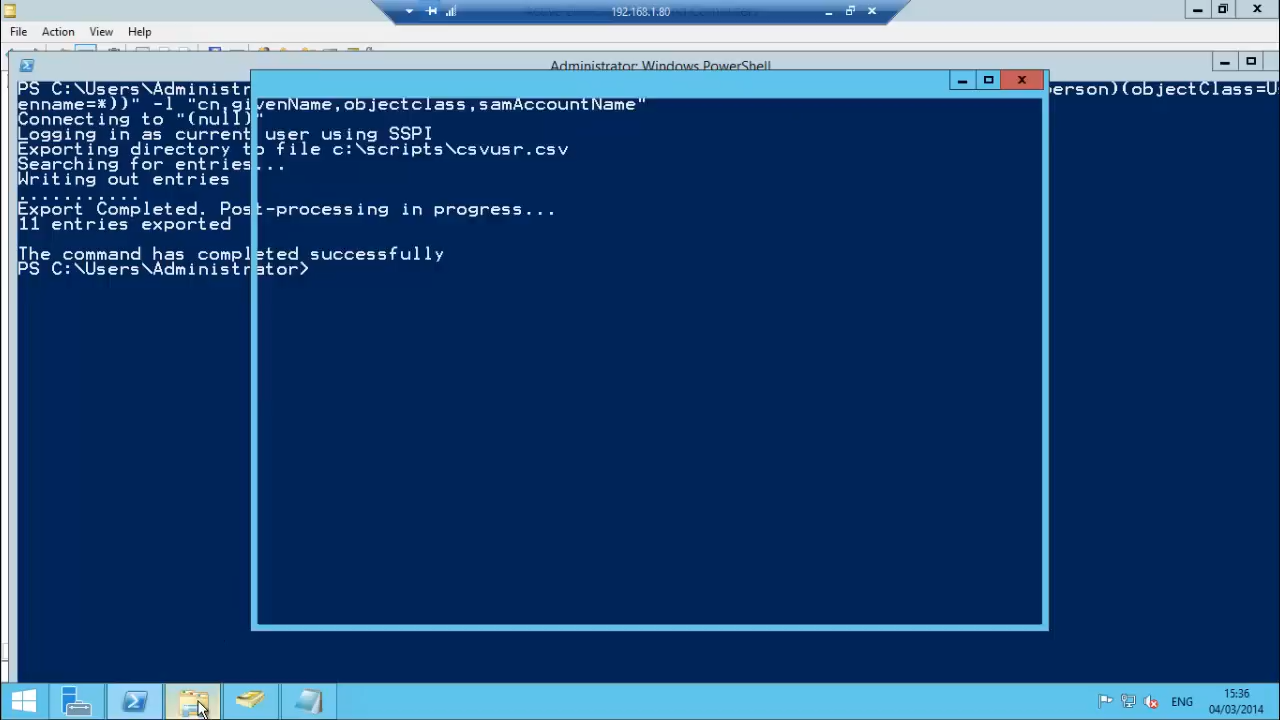 192.168.1.80
File Action View Help
Administrator: Windows PowerShell
PS C:\Users\Administr erson)(objectClass=U
ename=*))" -l "cn,givenName,objectclass,samAccountName"
Connecting to "(null)"
Logging in as current user using SSPI
Exporting directory to file c:\scripts\csvusr.csv
Searching for entries...
Writing out entries
...........
Export Completed. Post-processing in progress...
11 entries exported
The command has completed successfully
PS C:\Users\Administrator>
ENG
15:36
04/03/2014